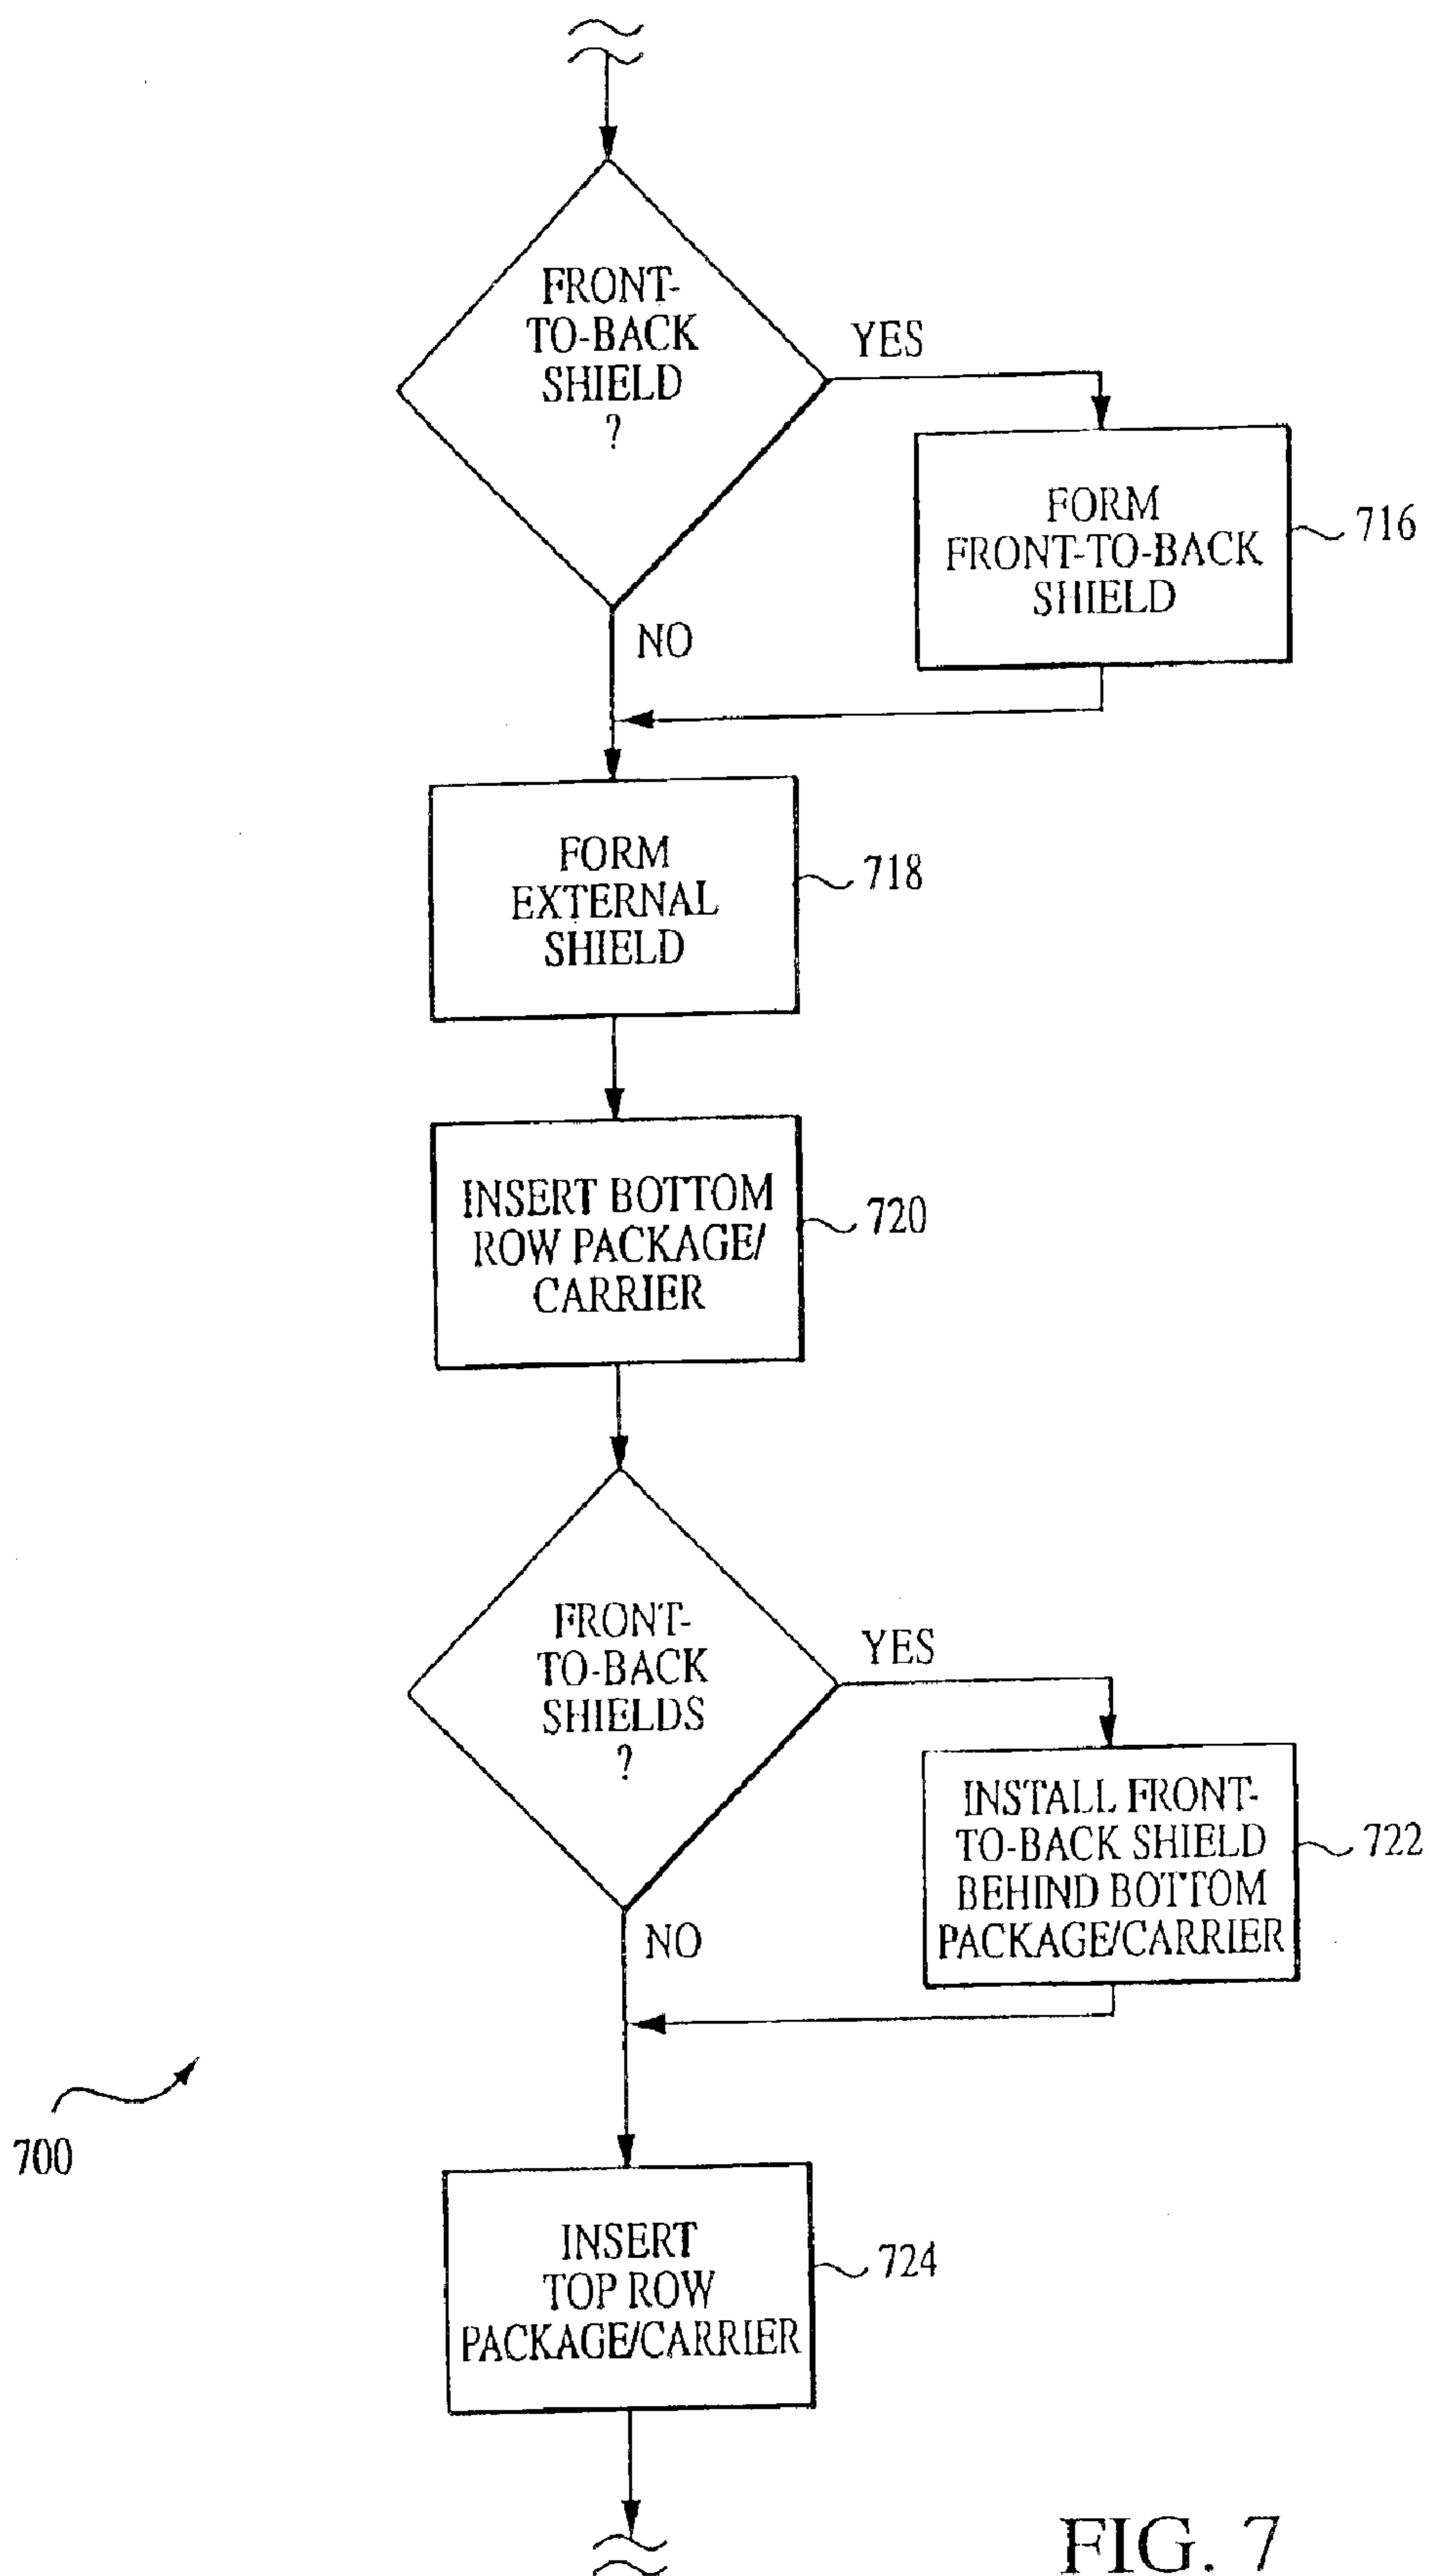 FRONT-
TO-BACK
SHIELD
?
YES
FORM
FRONT-TO-BACK
SHIELD
716
NO
FORM
EXTERNAL
SHIELD
718
INSERT BOTTOM
ROW PACKAGE/
CARRIER
720
FRONT-
TO-BACK
SHIELDS
?
YES
INSTALL FRONT-
TO-BACK SHIELD
BEHIND BOTTOM
PACKAGE/CARRIER
722
NO
700
INSERT
TOP ROW
PACKAGE/CARRIER
724
FIG. 7